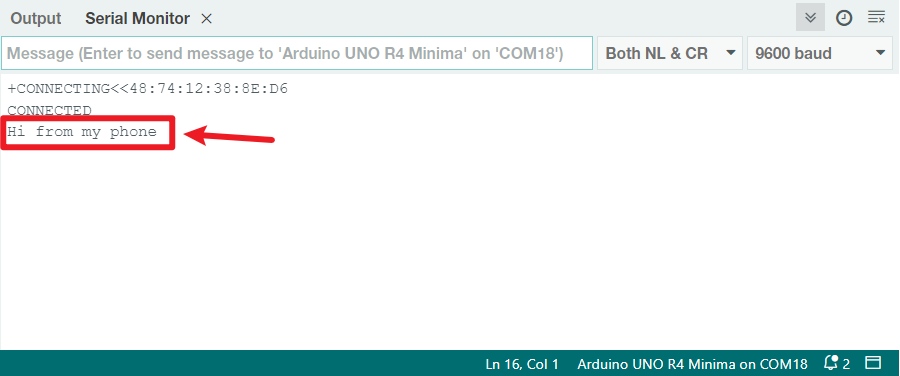 Output Serial Monitor
Message (Enter to send message to 'Arduino UNO R4 Minima' on 'COM18') Both NL & CR 9600 baud
+CONNECTING<<48:74:12:38:8E:D6
CONNECTED
Hi from my phone
Ln 16, Col 1 Arduino UNO R4 Minima on COM18 2